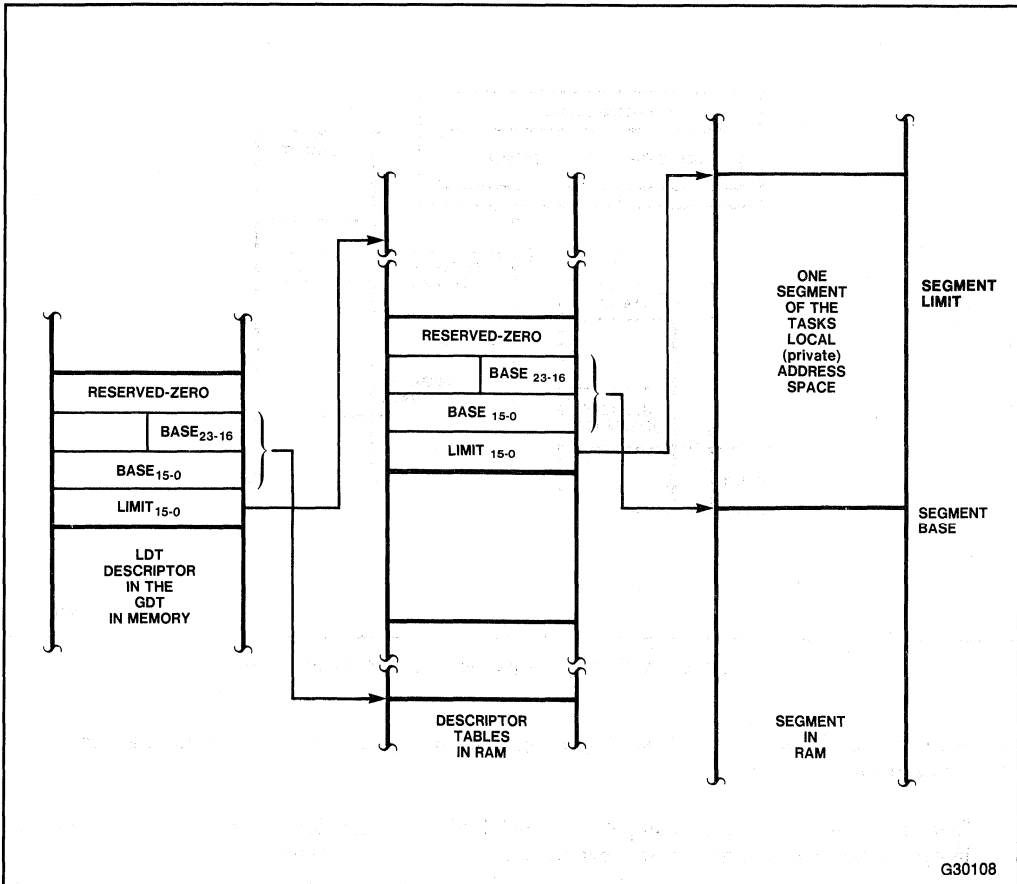 RESERVED-ZERO
BASE23-16
BASE15-0
LIMIT15-0
LDT
DESCRIPTOR
IN THE
GDT
IN MEMORY
RESERVED-ZERO
BASE 23-16
BASE 15-0
LIMIT 15-0
DESCRIPTOR
TABLES
IN RAM
ONE
SEGMENT
OF THE
TASKS
LOCAL
(private)
ADDRESS
SPACE
SEGMENT
LIMIT
SEGMENT
BASE
SEGMENT
IN
RAM
G30108